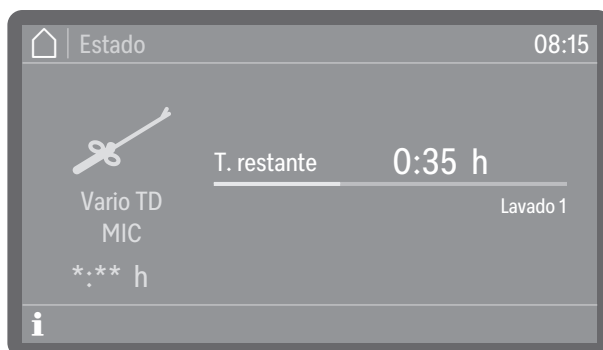 Estado 08:15
T. restante 0:35 h
Lavado 1
Vario TD
MIC
*:** h
i